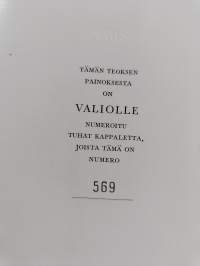 TÄMÄN TEOKSEN
PAINOKSESTA
ON
VALIOLLE
NUMEROITU
TUHAT KAPPALETTA,
JOISTA TÄMÄ ON
NUMERO
569